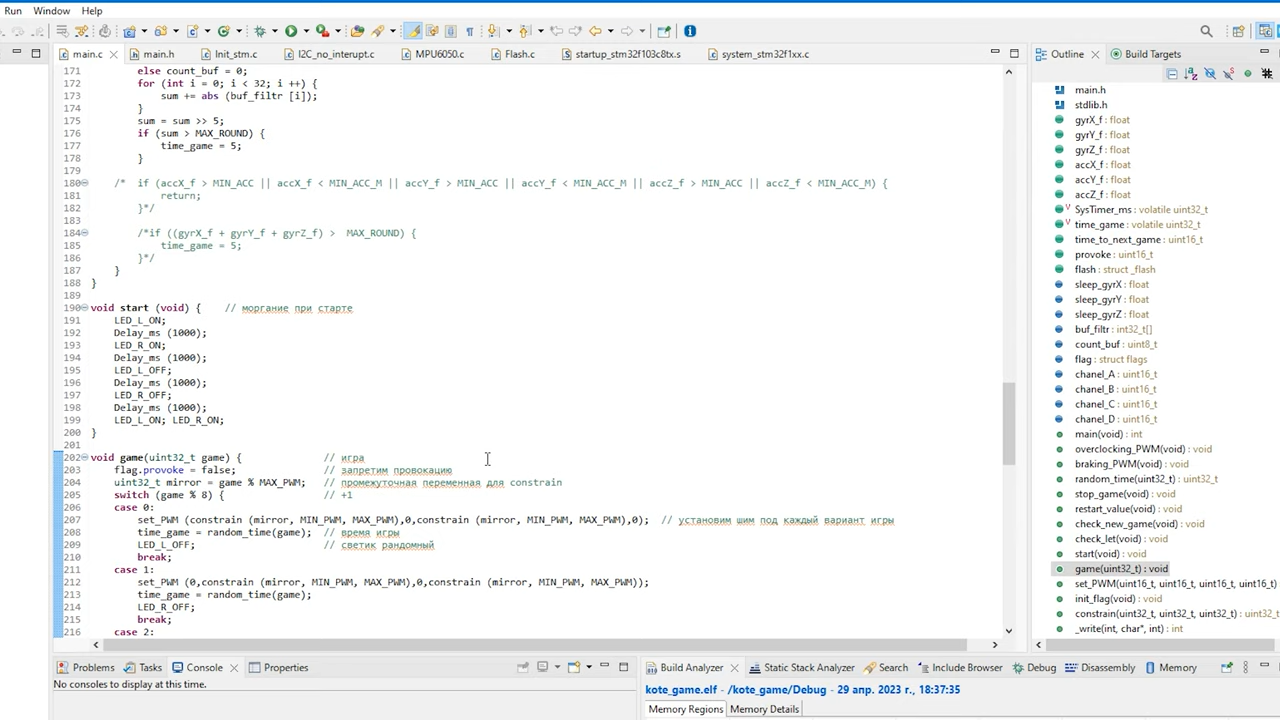 Run Window Help
main.c main.h Init_stm.c I2C_no_interupt.c MPU6050.c Flash.c startup_stm32f103c8tx.s system_stm32f1xx.c
171 else count_buf = 0;
172 for (int i = 0; i < 32; i ++) {
173 sum += abs (buf_filtr [i]);
174 }
175 sum = sum >> 5;
176 if (sum > MAX_ROUND) {
177 time_game = 5;
178 }
179
180 /* if (accX_f > MIN_ACC || accX_f < MIN_ACC_M || accY_f > MIN_ACC || accY_f < MIN_ACC_M || accZ_f > MIN_ACC || accZ_f < MIN_ACC_M) {
181 return;
182 }*/
183
184 /*if ((gyrX_f + gyrY_f + gyrZ_f) > MAX_ROUND) {
185 time_game = 5;
186 }*/
187 }
188 }
189
190 void start (void) { // моргание при старте
191 LED_L_ON;
192 Delay_ms (1000);
193 LED_R_ON;
194 Delay_ms (1000);
195 LED_L_OFF;
196 Delay_ms (1000);
197 LED_R_OFF;
198 Delay_ms (1000);
199 LED_L_ON; LED_R_ON;
200 }
201
202 void game(uint32_t game) { // игра
203 flag.provoke = false; // запретим провокацию
204 uint32_t mirror = game % MAX_PWM; // промежуточная переменная для constrain
205 switch (game % 8) { // +1
206 case 0:
207 set_PWM (constrain (mirror, MIN_PWM, MAX_PWM),0,constrain (mirror, MIN_PWM, MAX_PWM),0); // установим шим под каждый вариант игры
208 time_game = random_time(game); // время игры
209 LED_L_OFF; // светик рандомный
210 break;
211 case 1:
212 set_PWM (0,constrain (mirror, MIN_PWM, MAX_PWM),0,constrain (mirror, MIN_PWM, MAX_PWM));
213 time_game = random_time(game);
214 LED_R_OFF;
215 break;
216 case 2:
Outline Build Targets
main.h
stdlib.h
gyrX_f : float
gyrY_f : float
gyrZ_f : float
accX_f : float
accY_f : float
accZ_f : float
SysTimer_ms : volatile uint32_t
time_game : volatile uint32_t
time_to_next_game : uint16_t
provoke : uint16_t
flash : struct _flash
sleep_gyrX : float
sleep_gyrY : float
sleep_gyrZ : float
buf_filtr : int32_t[]
count_buf : uint8_t
flag : struct flags
chanel_A : uint16_t
chanel_B : uint16_t
chanel_C : uint16_t
chanel_D : uint16_t
main(void) : int
overclocking_PWM(void) : void
braking_PWM(void) : void
random_time(uint32_t) : uint32_t
stop_game(void) : void
restart_value(void) : void
check_new_game(void) : void
check_let(void) : void
start(void) : void
game(uint32_t) : void
set_PWM(uint16_t, uint16_t, uint16_t, uint16_t)
init_flag(void) : void
constrain(uint32_t, uint32_t, uint32_t) : uint32_t
_write(int, char*, int) : int
Problems Tasks Console Properties
No consoles to display at this time.
Build Analyzer Static Stack Analyzer Search Include Browser Debug Disassembly Memory
kote_game.elf - /kote_game/Debug - 29 апр. 2023 г., 18:37:35
Memory Regions Memory Details